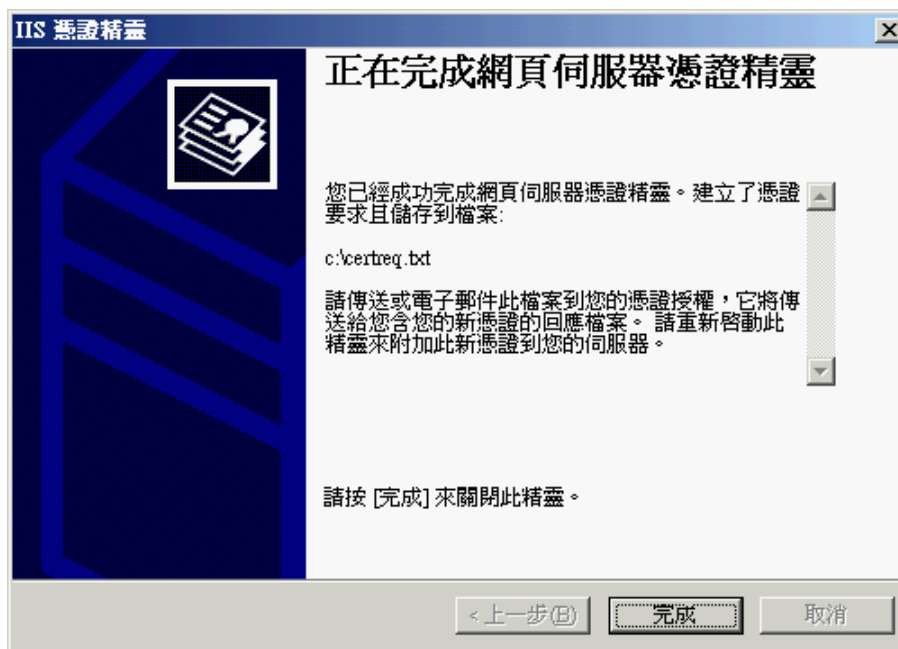 IIS 憑證精靈
正在完成網頁伺服器憑證精靈
您已經成功完成網頁伺服器憑證精靈。建立了憑證
要求且儲存到檔案:
c:\certreq.txt
請傳送或電子郵件此檔案到您的憑證授權，它將傳
送給您含您的新憑證的回應檔案。 請重新啓動此
精靈來附加此新憑證到您的伺服器。
請按 [完成] 來關閉此精靈。
< 上一步(B)
完成
取消